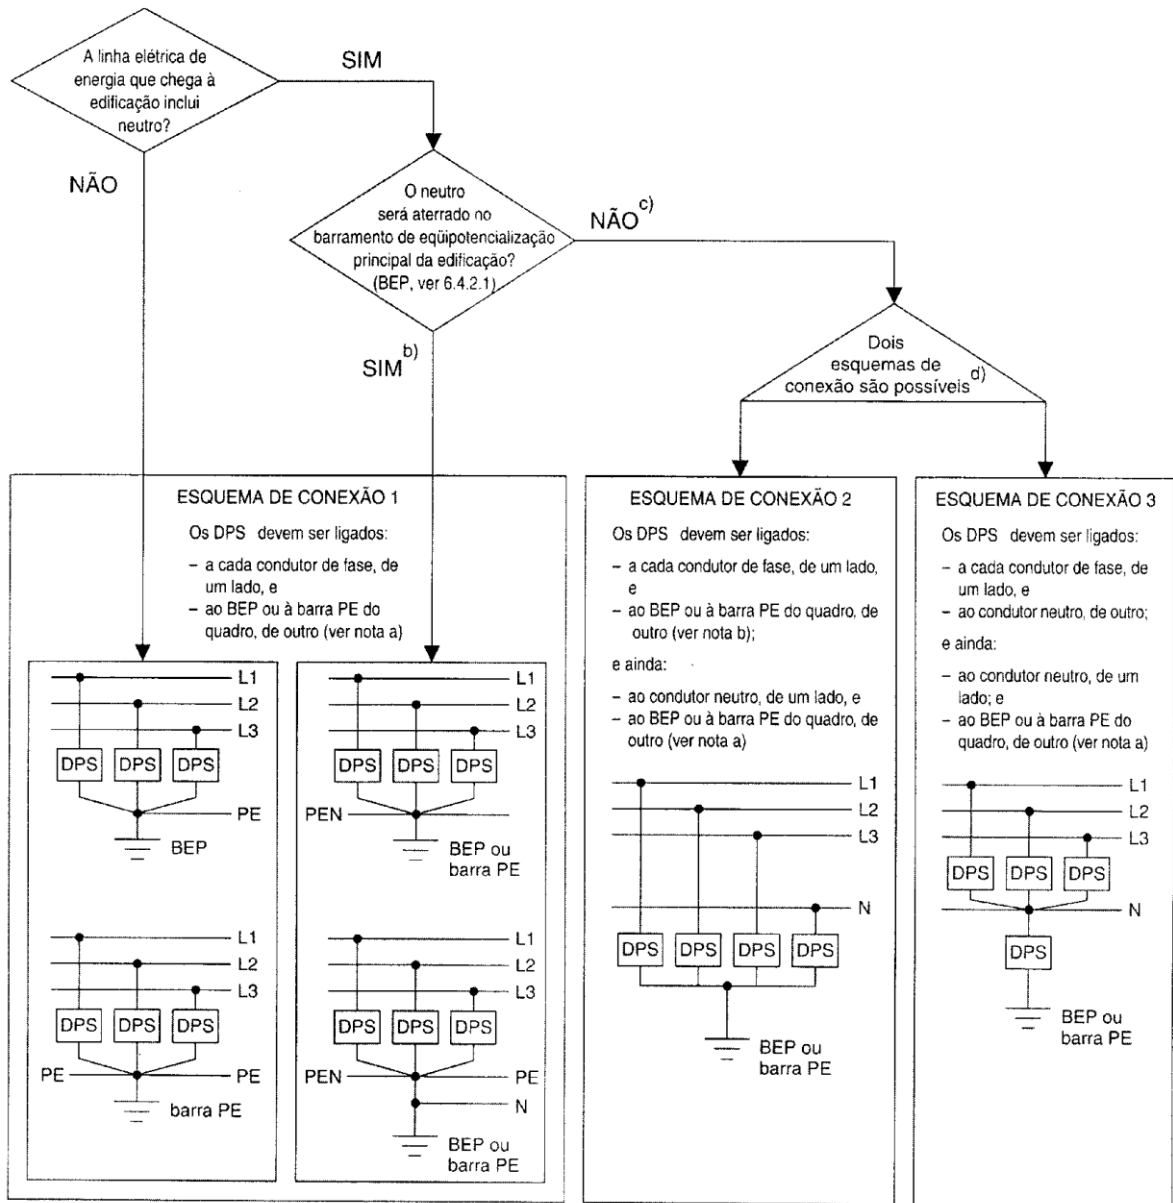 A linha elétrica de
energia que chega à
edificação inclui
neutro?
SIM
NÃO
O neutro
será aterrado no
barramento de eqüipotencialização
principal da edificação?
(BEP, ver 6.4.2.1)
NÃO c)
SIM b)
Dois
esquemas de
conexão são possíveis d)
ESQUEMA DE CONEXÃO 1
Os DPS devem ser ligados:
– a cada condutor de fase, de
um lado, e
– ao BEP ou à barra PE do
quadro, de outro (ver nota a)
L1
L2
L3
DPS DPS DPS
PE
BEP
L1
L2
L3
DPS DPS DPS
PE PE
barra PE
L1
L2
L3
DPS DPS DPS
PEN
BEP ou
barra PE
L1
L2
L3
DPS DPS DPS
PEN PE
N
BEP ou
barra PE
ESQUEMA DE CONEXÃO 2
Os DPS devem ser ligados:
– a cada condutor de fase, de um lado,
e
– ao BEP ou à barra PE do quadro, de
outro (ver nota b);
e ainda:
– ao condutor neutro, de um lado, e
– ao BEP ou à barra PE do quadro, de
outro (ver nota a)
L1
L2
L3
N
DPS DPS DPS DPS
BEP ou
barra PE
ESQUEMA DE CONEXÃO 3
Os DPS devem ser ligados:
– a cada condutor de fase, de
um lado, e
– ao condutor neutro, de outro;
e ainda:
– ao condutor neutro, de um
lado; e
– ao BEP ou à barra PE do
quadro, de outro (ver nota a)
L1
L2
L3
DPS DPS DPS
N
DPS
BEP ou
barra PE